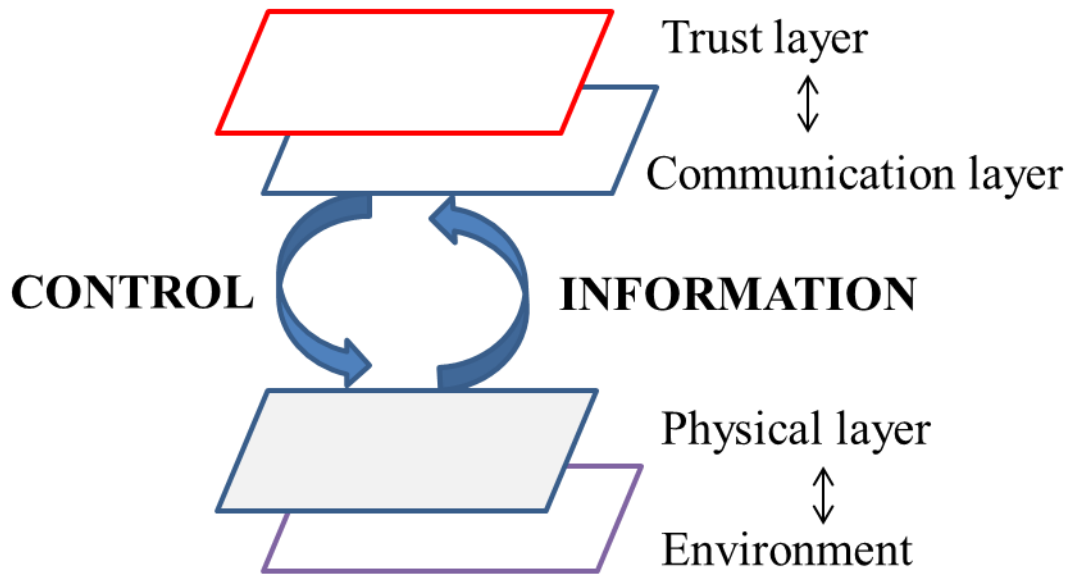 Trust layer
Communication layer
CONTROL
INFORMATION
Physical layer
Environment